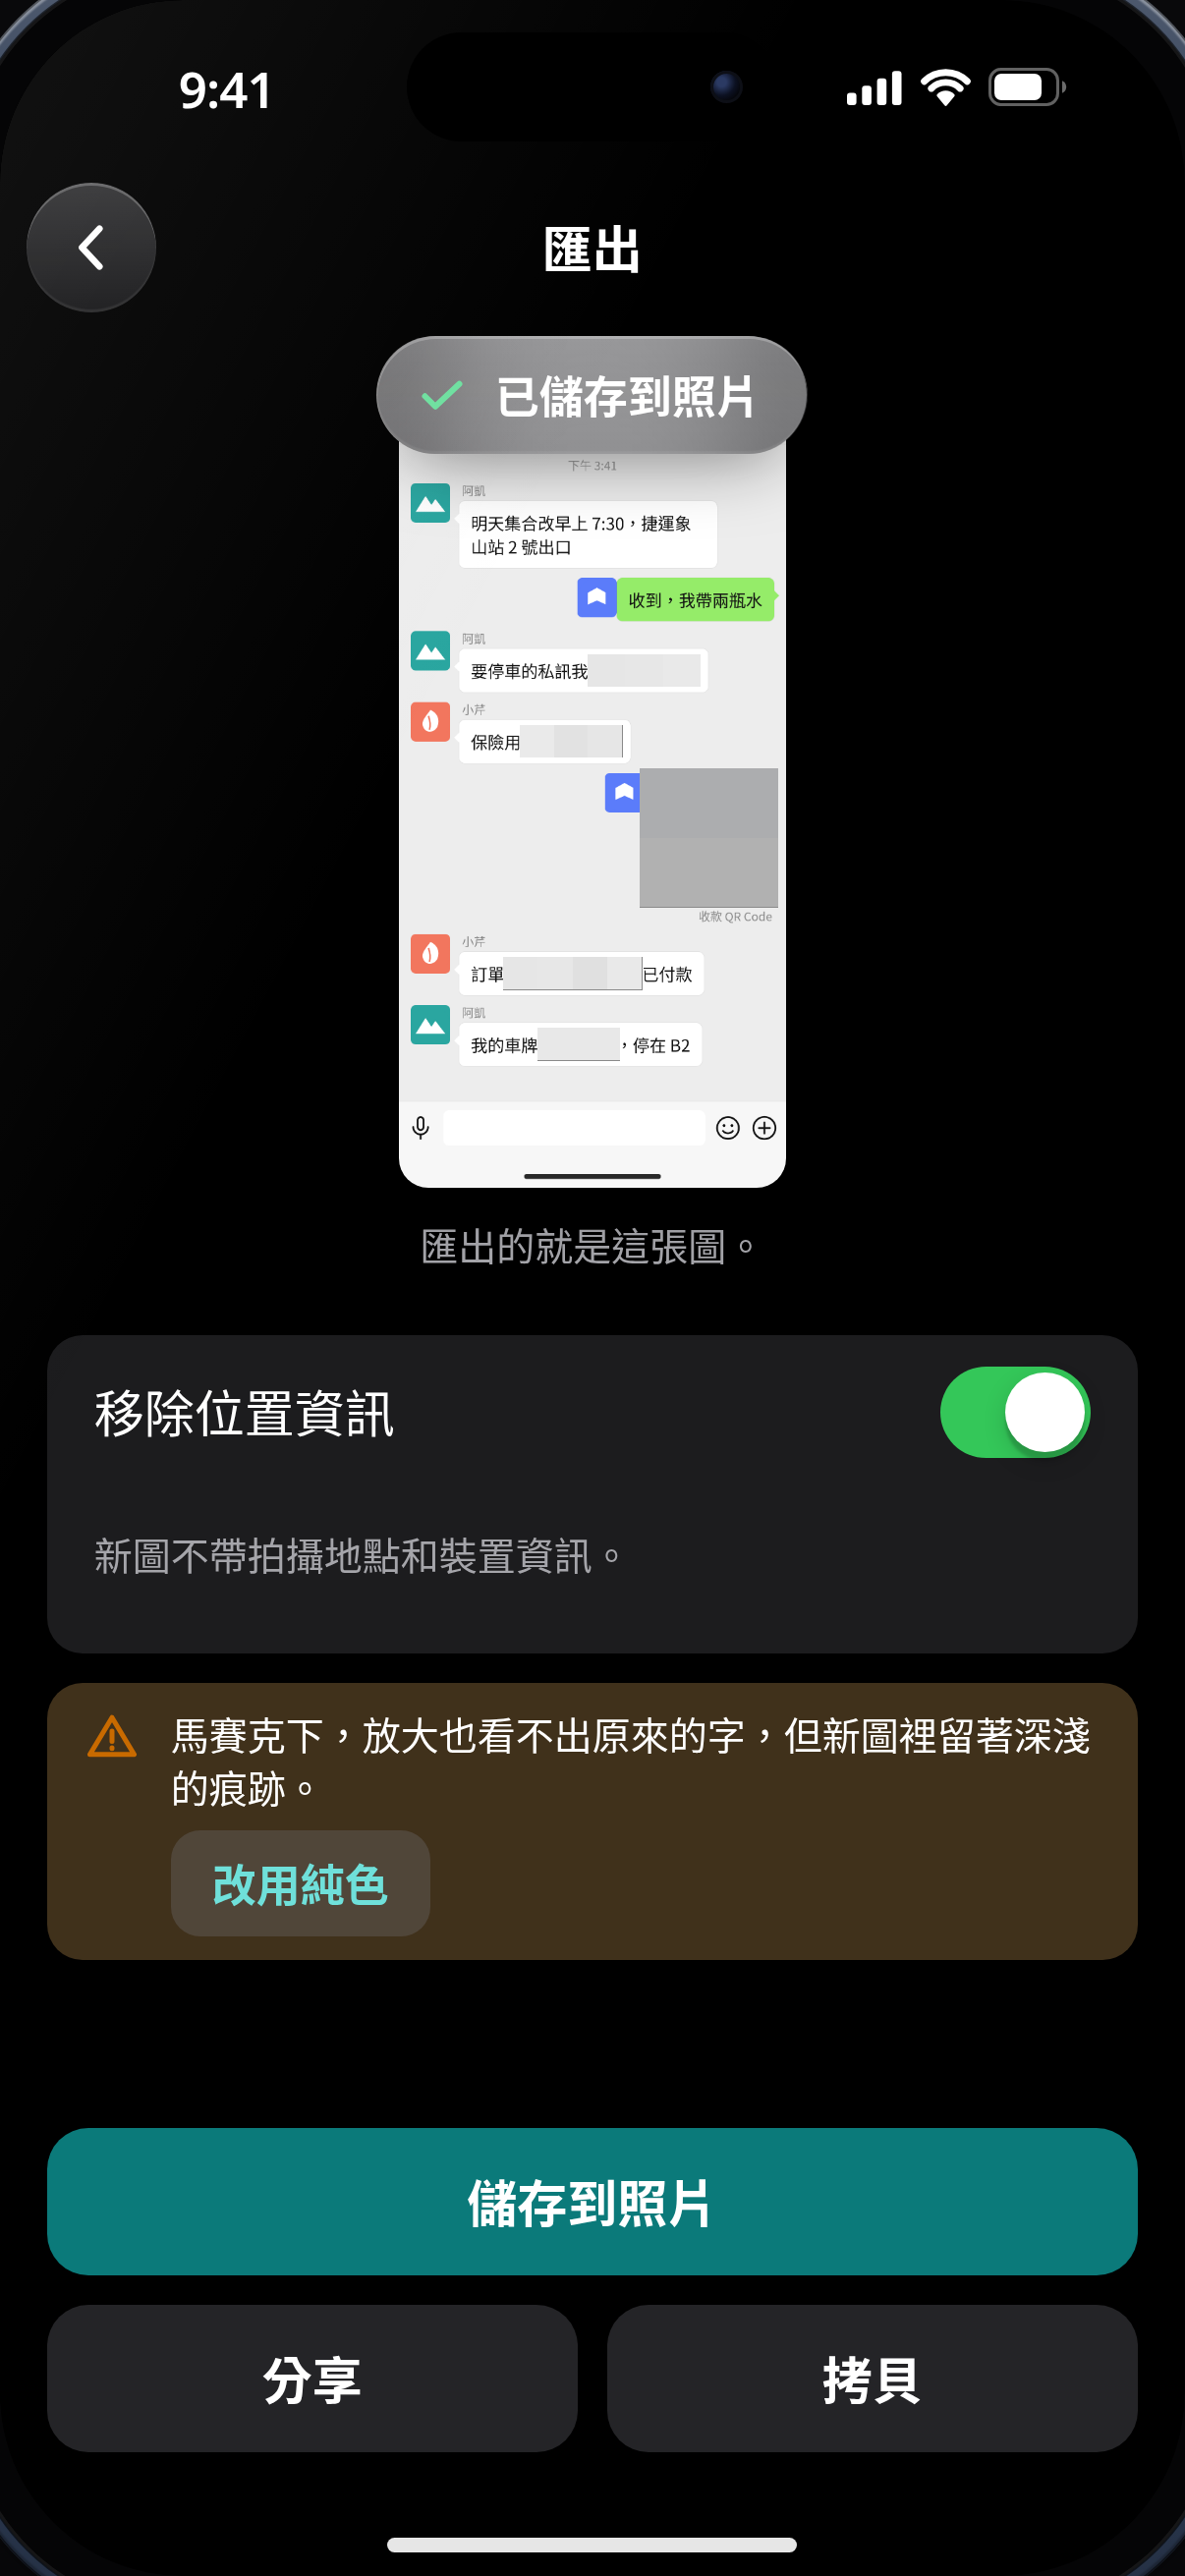 9:41
匯出
已儲存到照片
下午 3:41
阿凱
明天集合改早上 7:30，捷運象
山站 2 號出口
收到，我帶兩瓶水
阿凱
要停車的私訊我
小芹
保險用
收款 QR Code
小芹
訂單 已付款
阿凱
我的車牌 ，停在 B2
匯出的就是這張圖。
移除位置資訊
新圖不帶拍攝地點和裝置資訊。
馬賽克下，放大也看不出原來的字，但新圖裡留著深淺
的痕跡。
改用純色
儲存到照片
分享
拷貝